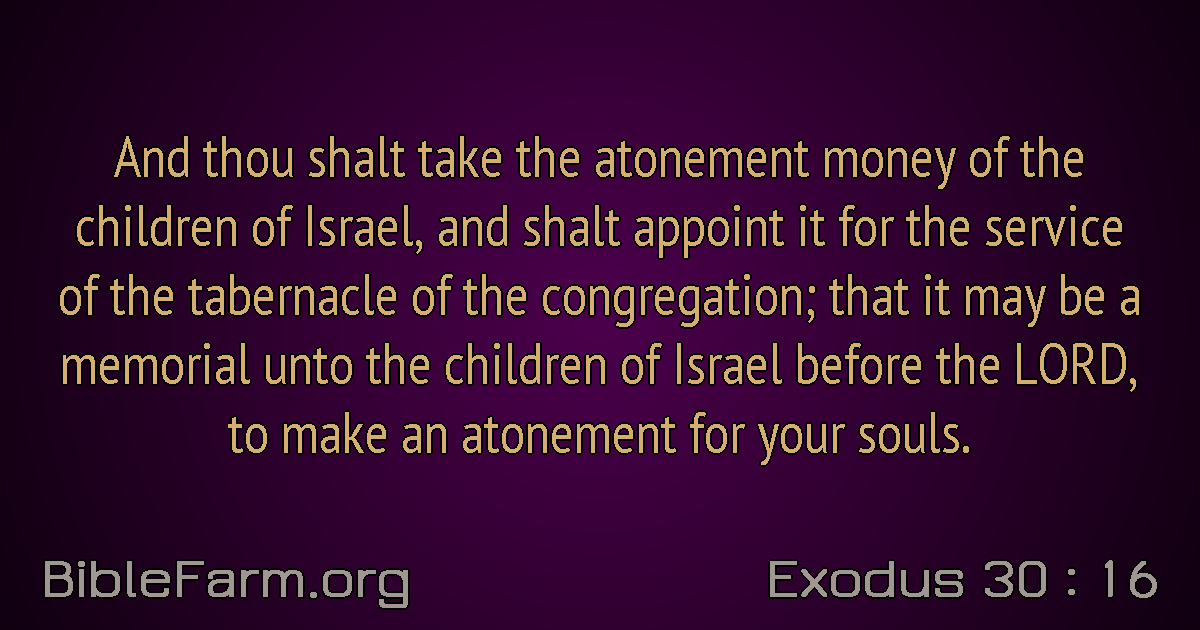 And thou shalt take the atonement money of the
children of Israel, and shalt appoint it for the service
of the tabernacle of the congregation; that it may be a
memorial unto the children of Israel before the LORD,
to make an atonement for your souls.
BibleFarm.org
Exodus 30 : 16